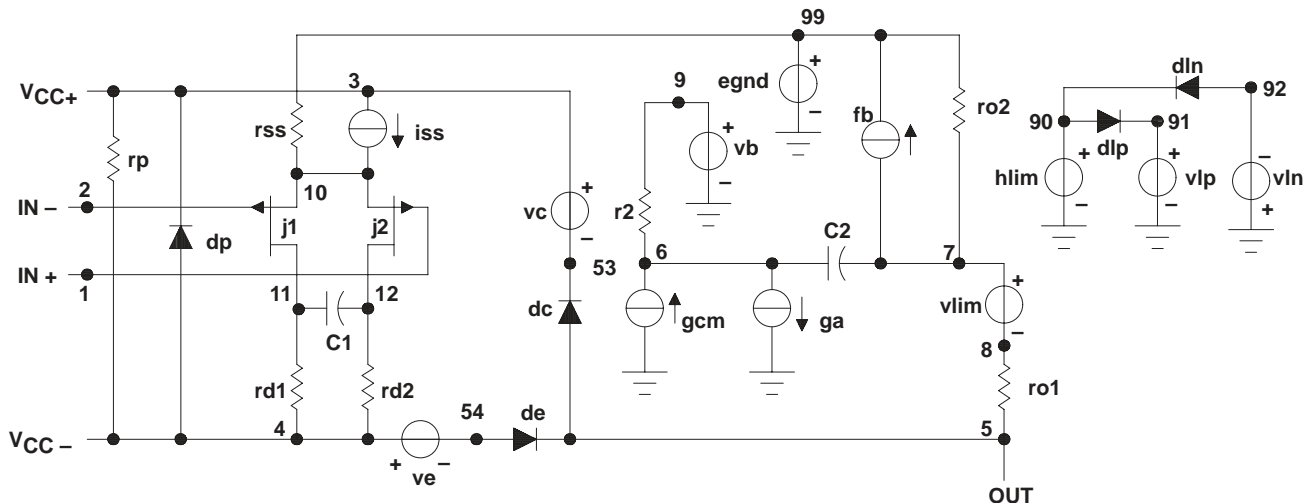 99
3
9
egnd
+
−
fb
ro2
dln
92
VCC+
rss
iss
vb
+
−
90
91
dlp
rp
10
hlim
+
−
vlp
+
−
vln
−
+
2
IN −
j1
j2
vc
+
−
r2
C2
dp
IN +
1
53
6
7
11
12
C1
dc
gcm
ga
vlim
+
−
8
rd1
rd2
ro1
VCC −
4
54
de
5
+
−
ve
OUT